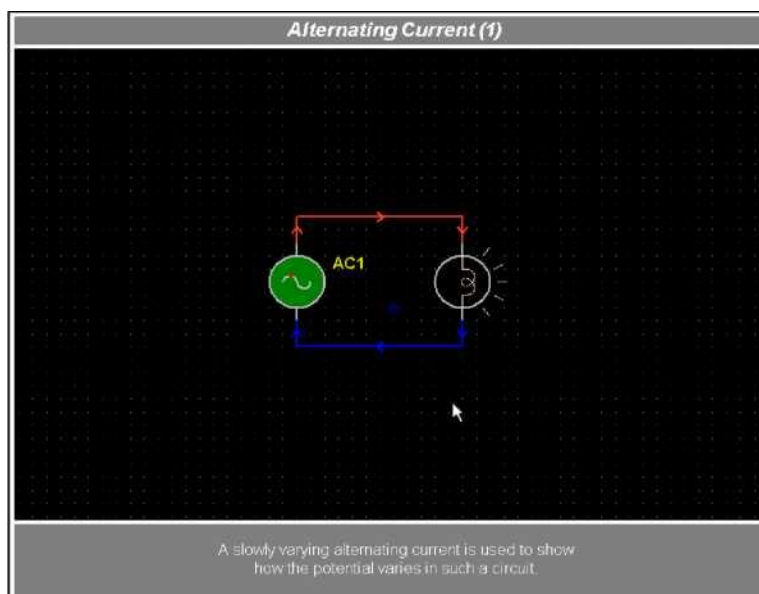 Alternating Current (1)
AC1
A slowly varying alternating current is used to show
how the potential varies in such a circuit.